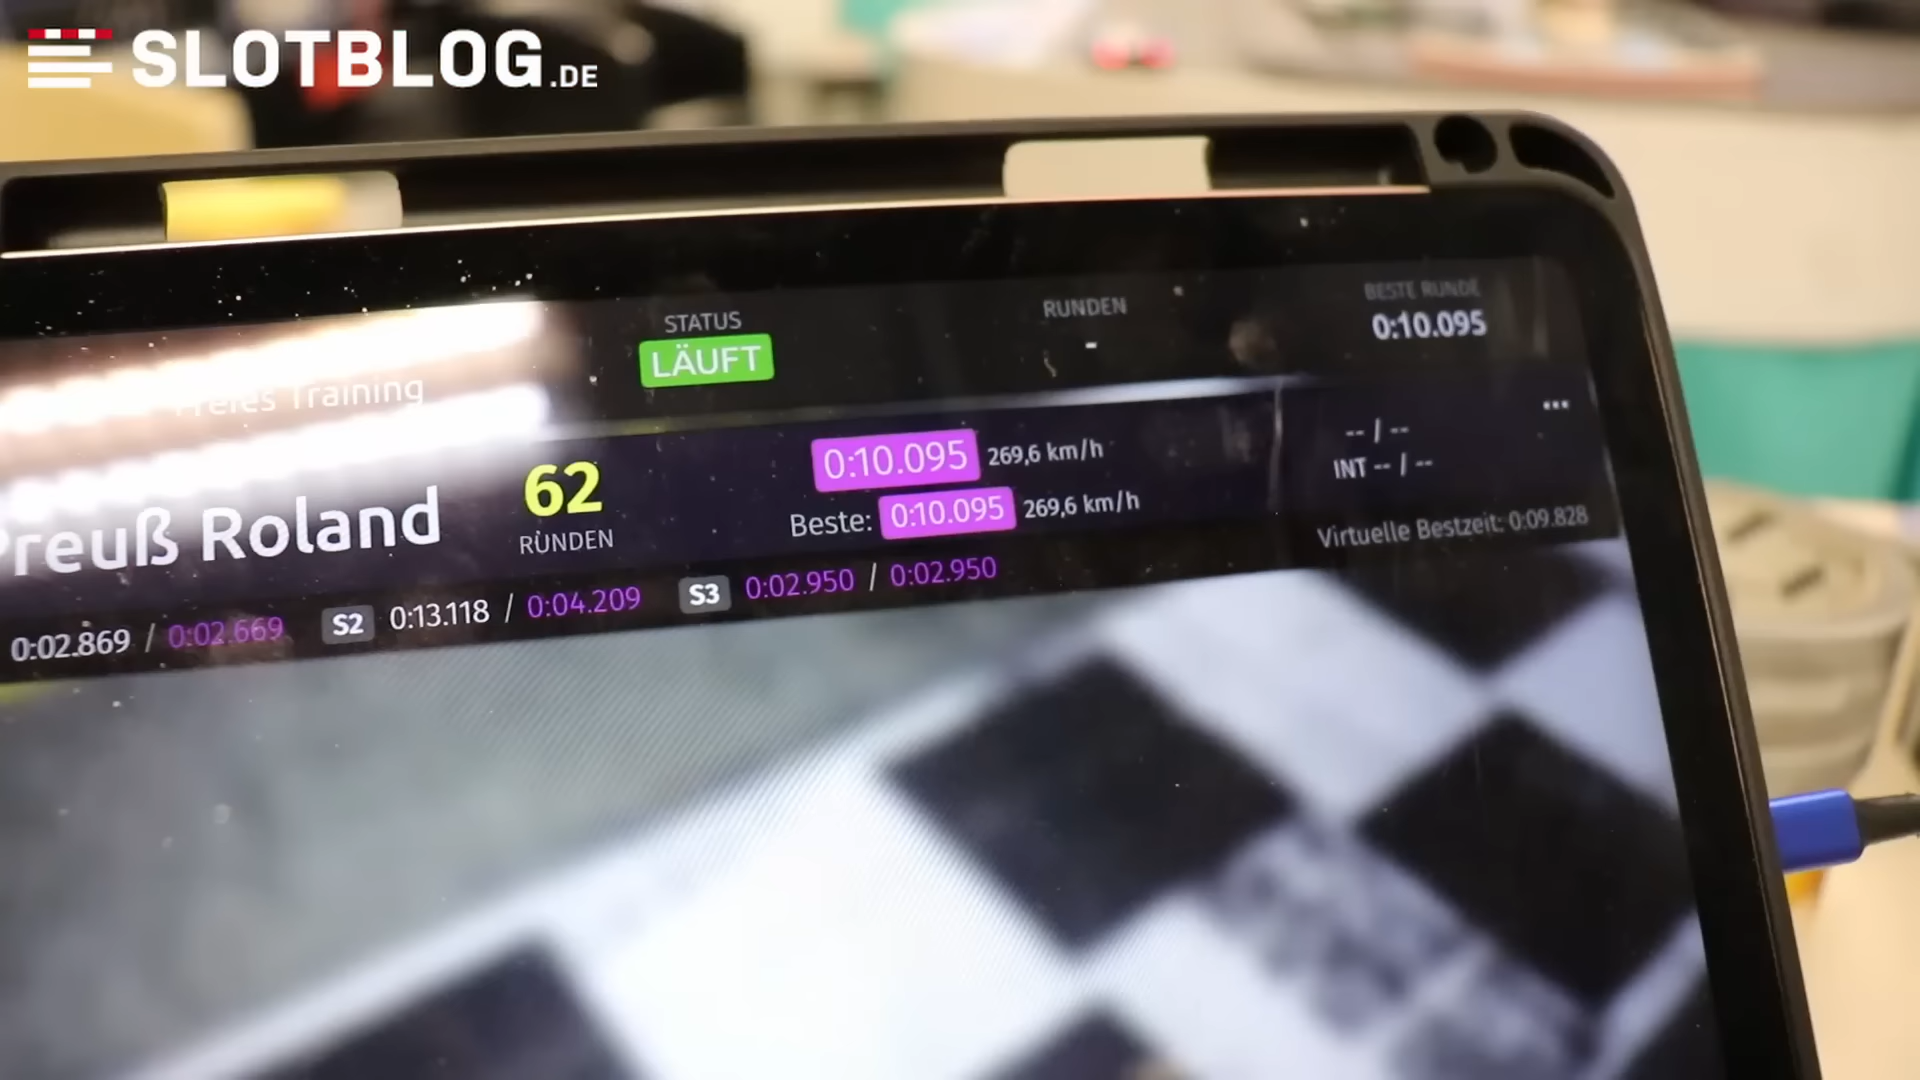 SLOTBLOG.DE
STATUS
LÄUFT
RUNDEN
-
BESTE RUNDE
0:10.095
Freies Training
Preuß Roland
62
RUNDEN
0:10.095 269,6 km/h
Beste: 0:10.095 269,6 km/h
...
-- / --
INT -- / --
Virtuelle Bestzeit: 0:09.828
0:02.869 / 0:02.669 S2 0:13.118 / 0:04.209 S3 0:02.950 / 0:02.950